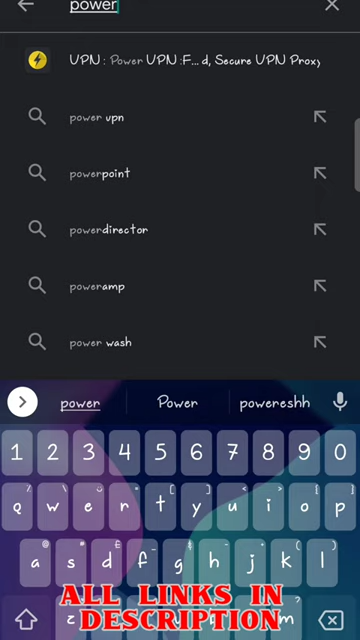 power
UPN : Power UPN :F... d, Secure UPN Proxy
power upn
powerpoint
powerdirector
poweramp
power wash
power Power powereshh
1 2 3 4 5 6 7 8 9 0
q w e r t y u i o p
a s d f g h j k l
z m
ALL LINKS IN
DESCRIPTION